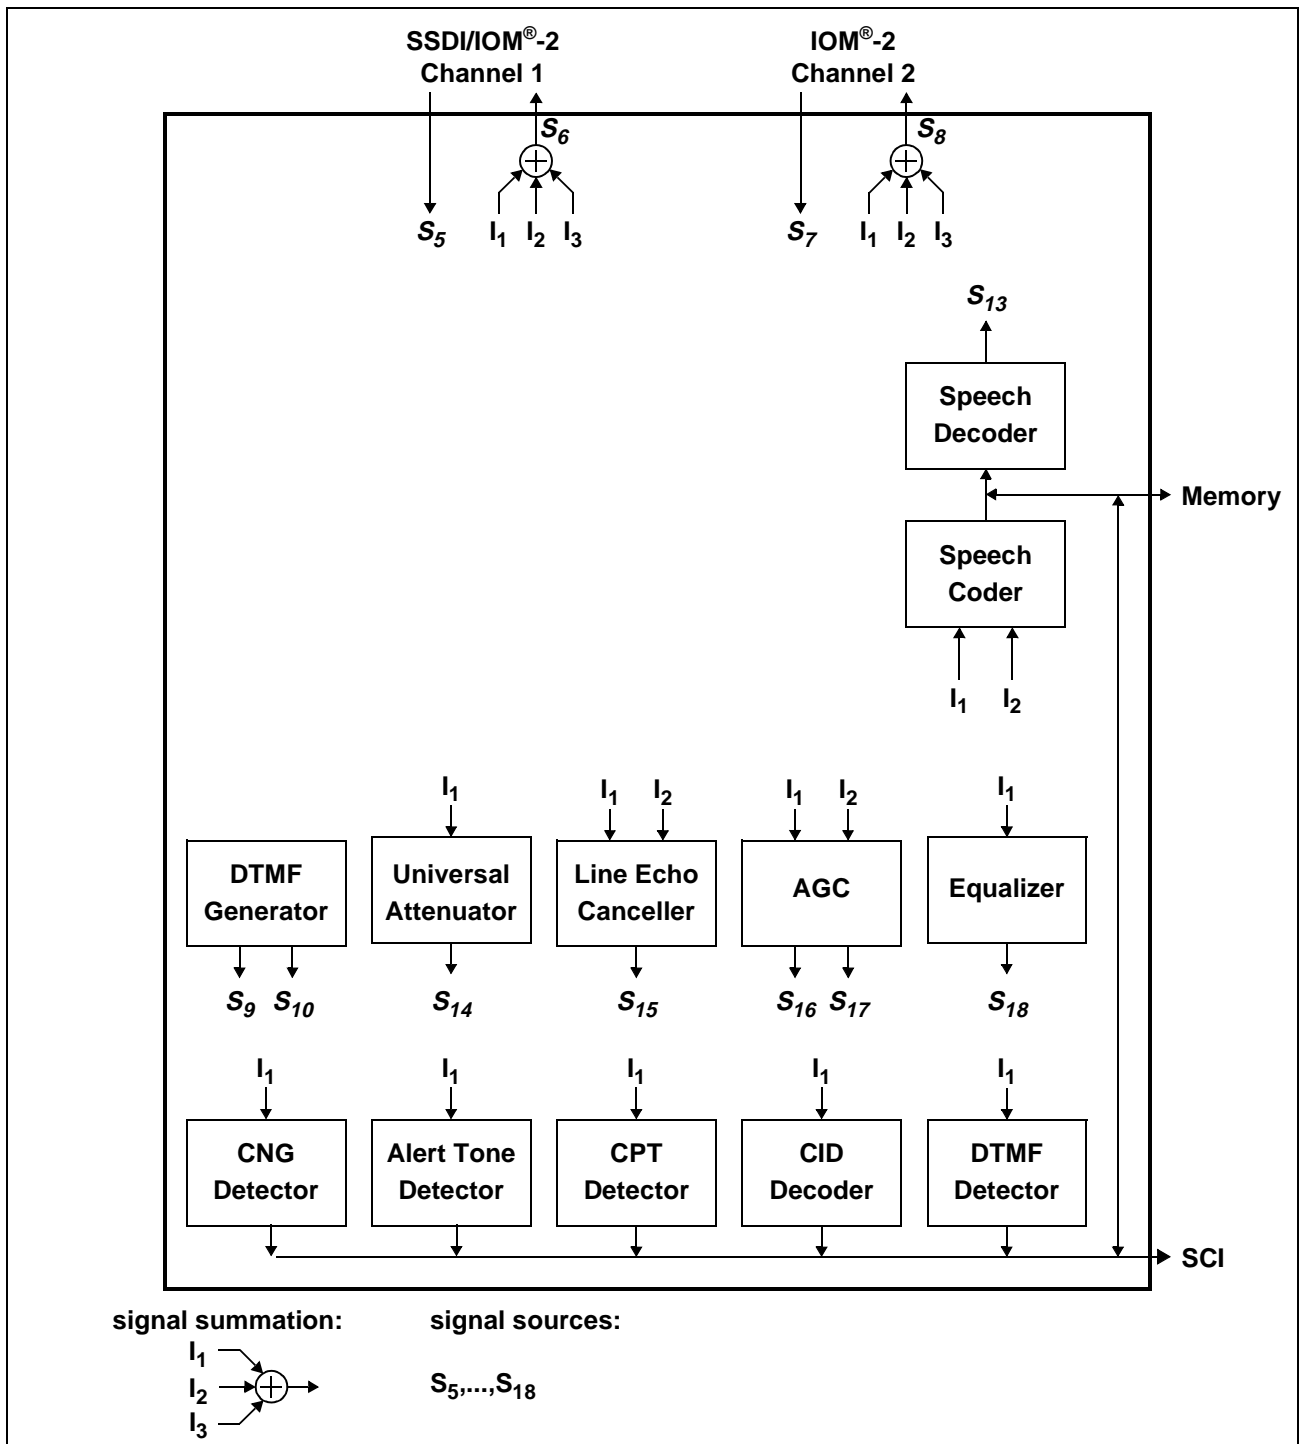 SSDI/IOM®-2
Channel 1
IOM®-2
Channel 2
S6
S8
S5
I1 I2 I3
S7
I1 I2 I3
S13
Speech
Decoder
Memory
Speech
Coder
I1 I2
I1
I1 I2
I1 I2
I1
DTMF
Generator
Universal
Attenuator
Line Echo
Canceller
AGC
Equalizer
S9 S10
S14
S15
S16 S17
S18
I1
I1
I1
I1
I1
CNG
Detector
Alert Tone
Detector
CPT
Detector
CID
Decoder
DTMF
Detector
SCI
signal summation:
signal sources:
I1
I2
I3
S5,...,S18